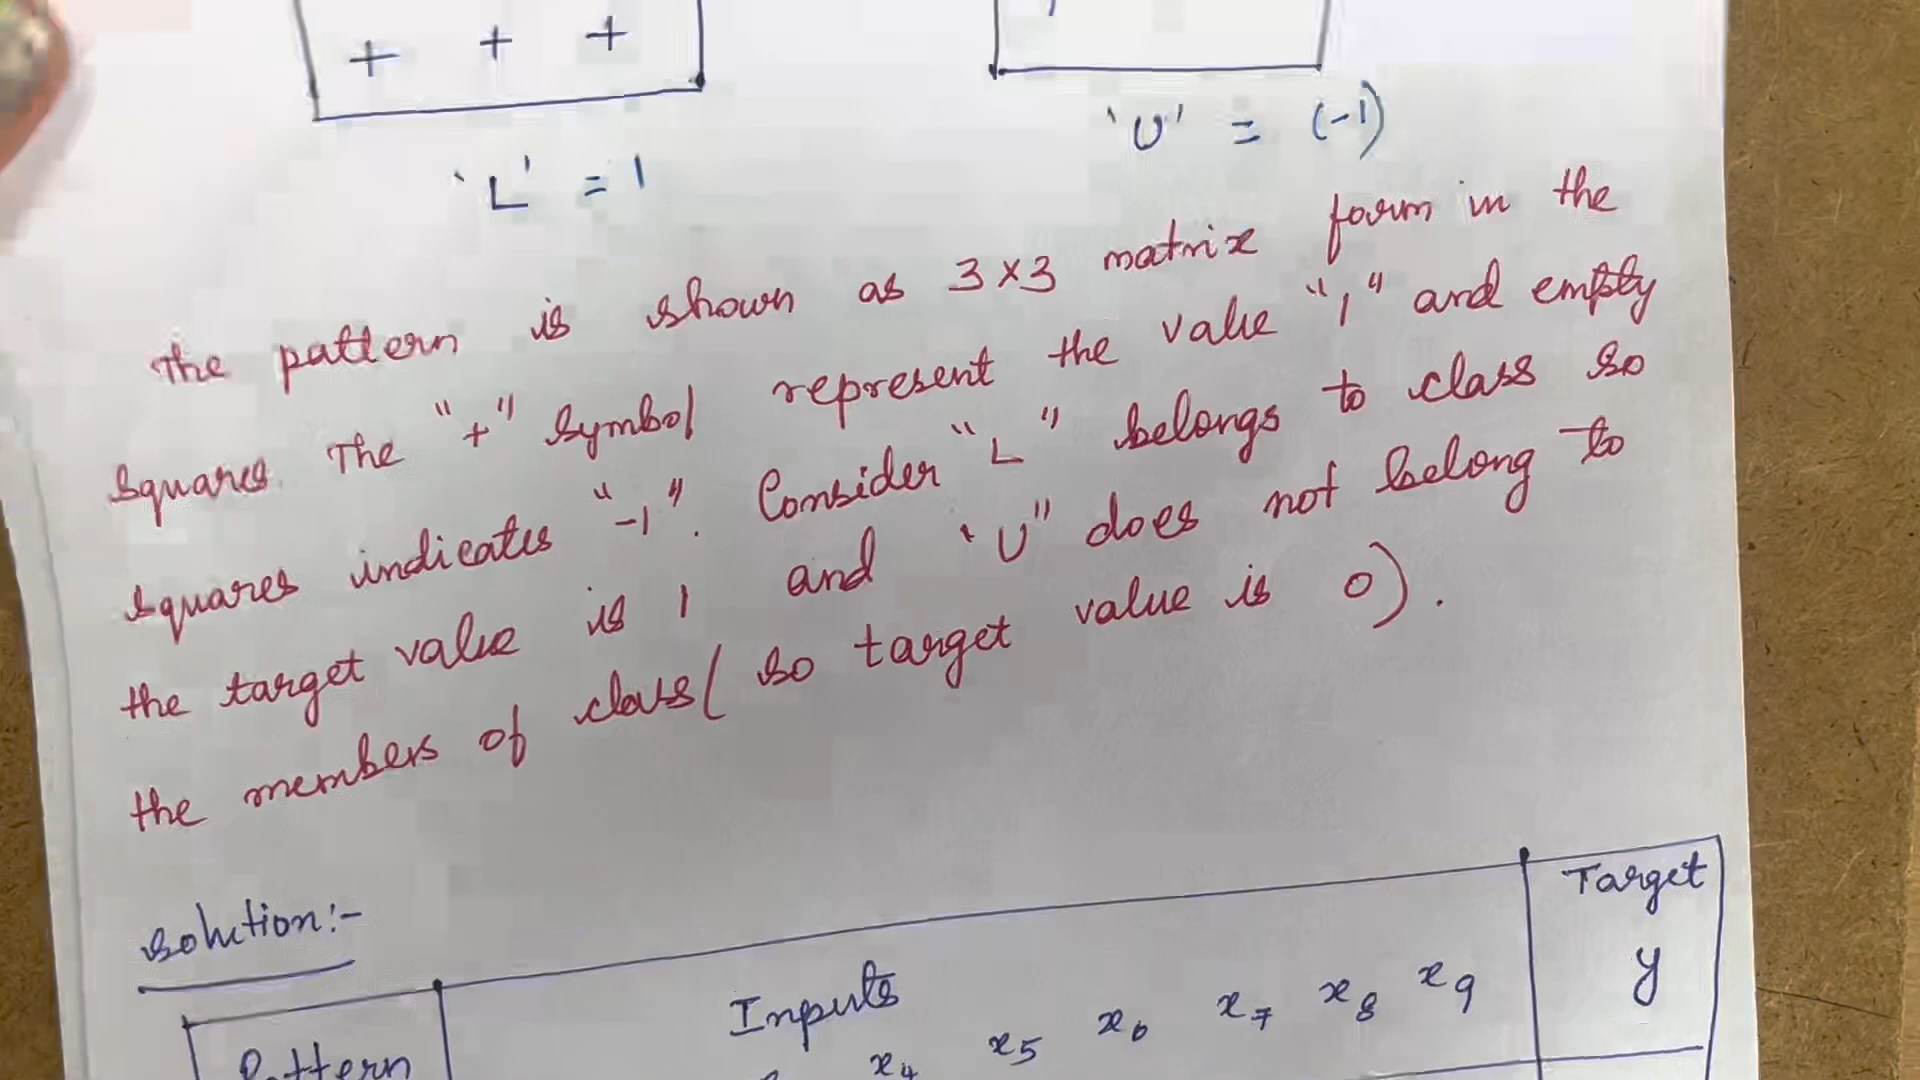 + + +
'L' = 1
'U' = (-1)
The pattern is shown as 3×3 matrix form in the
squares. The "+" symbol represent the value "1" and empty
squares indicates "-1". Consider "L" belongs to class so
the target value is 1 and 'U" does not belong to
the members of class( so target value is 0).
solution:-
Inputs
Target
Pattern
x4 x5 x6 x7 x8 x9
y